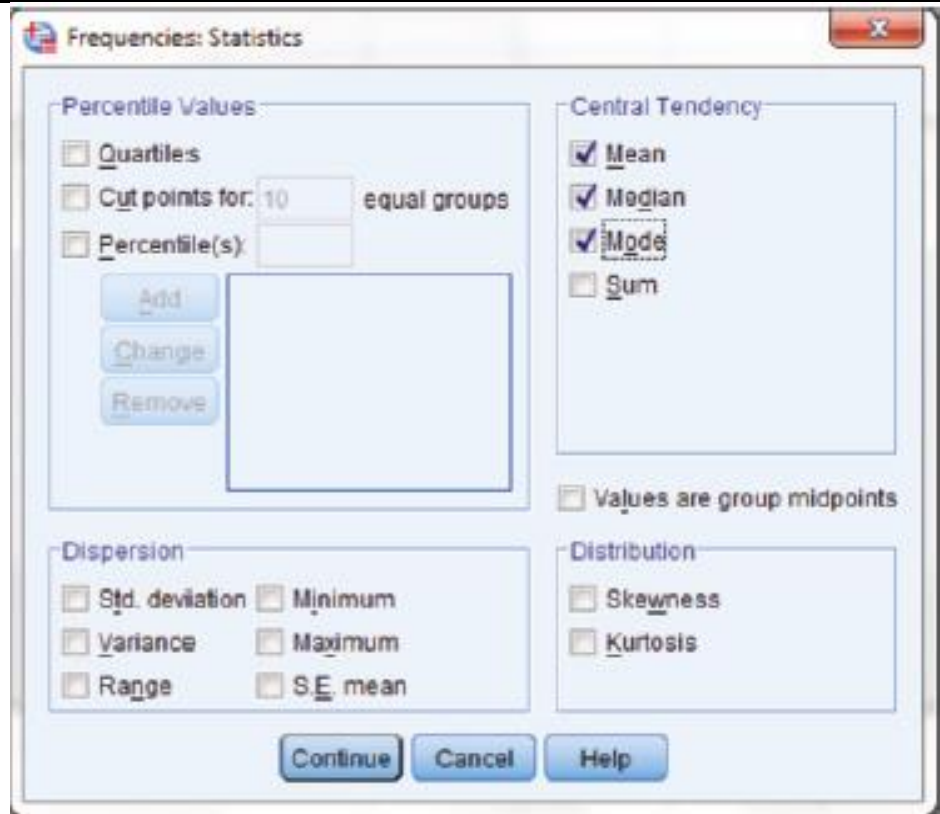 Frequencies: Statistics
Percentile Values
Quartiles
Cut points for: 10 equal groups
Percentile(s):
Add
Change
Remove
Central Tendency
Mean
Median
Mode
Sum
Values are group midpoints
Dispersion
Std. deviation Minimum
Variance Maximum
Range S.E. mean
Distribution
Skewness
Kurtosis
Continue Cancel Help